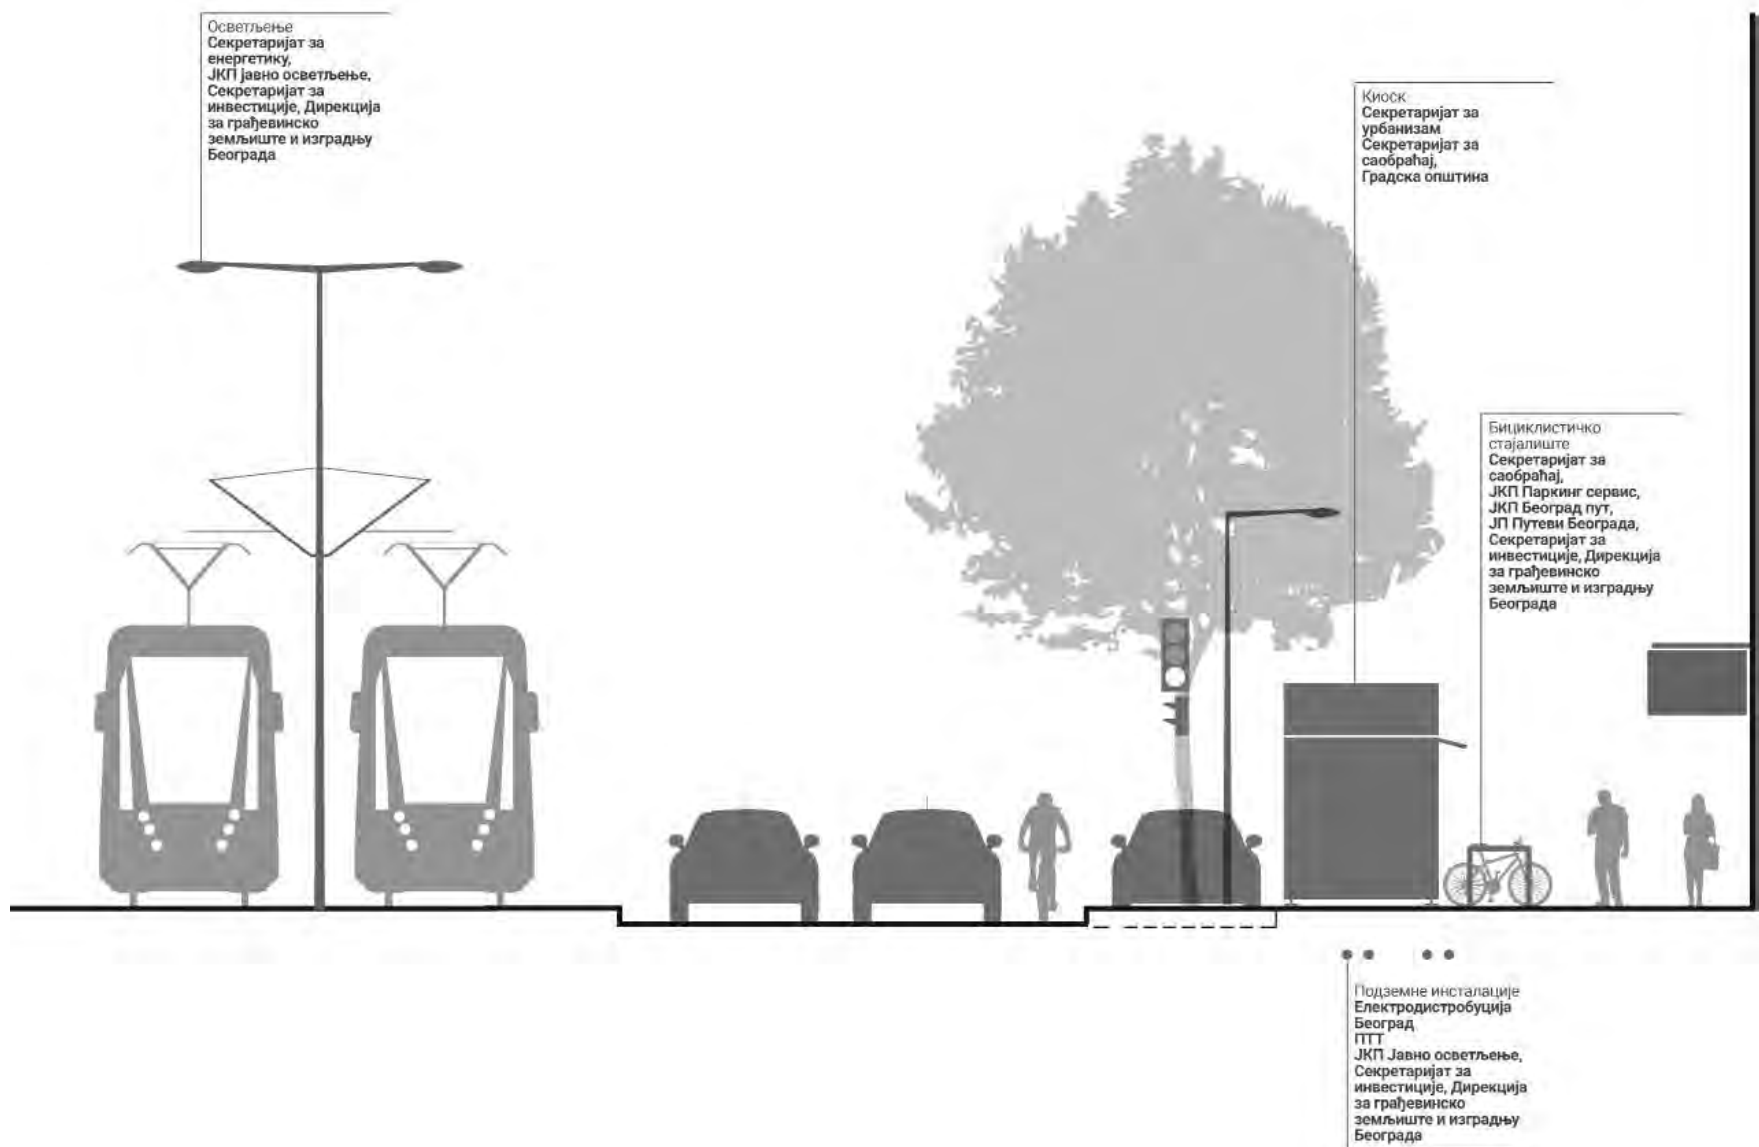 Осветљење
Секретаријат за
енергетику,
ЈКП јавно осветљење,
Секретаријат за
инвестиције, Дирекција
за грађевинско
земљиште и изградњу
Београда
Киоск
Секретаријат за
урбанизам
Секретаријат за
саобраћај,
Градска општина
Бициклистичко
стајалиште
Секретаријат за
саобраћај,
ЈКП Паркинг сервис,
ЈКП Београд пут,
ЈП Путеви Београда,
Секретаријат за
инвестиције, Дирекција
за грађевинско
земљиште и изградњу
Београда
Подземне инсталације
Електродистробуција
Београд
ПТТ
ЈКП Јавно осветљење,
Секретаријат за
инвестиције, Дирекција
за грађевинско
земљиште и изградњу
Београда